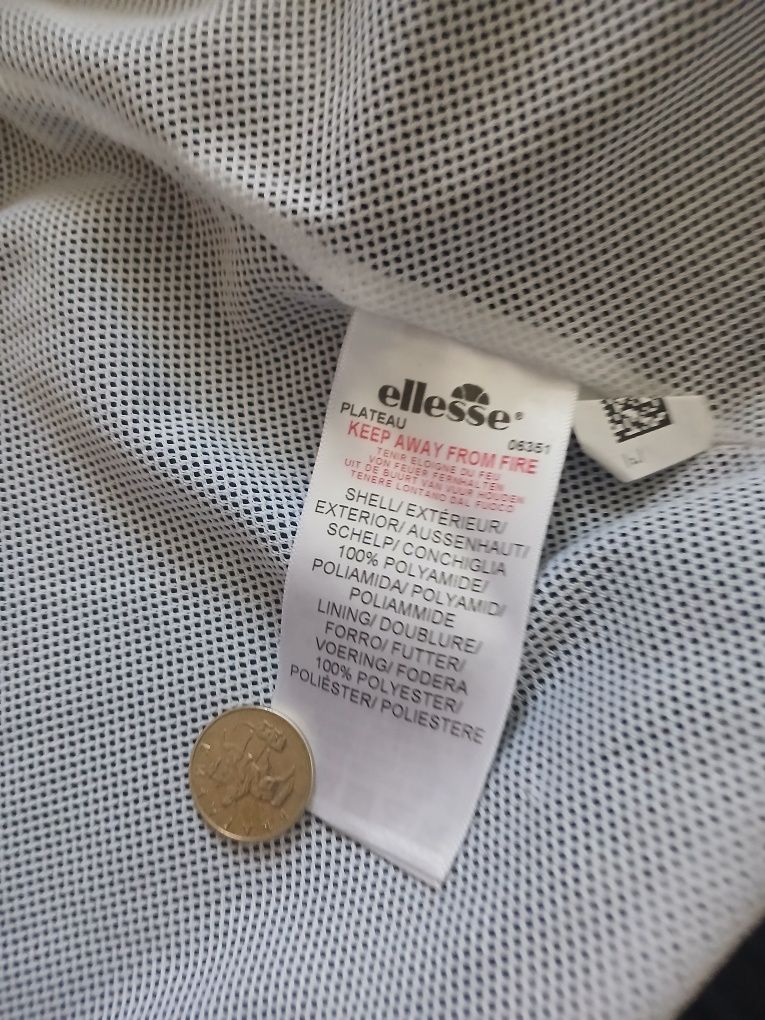 ellesse®
PLATEAU 06351
KEEP AWAY FROM FIRE
TENIR ELOIGNE DU FEU
VON FEUER FERNHALTEN
UIT DE BUURT VAN VUUR HOUDEN
TENERE LONTANO DAL FUOCO
SHELL/ EXTÉRIEUR/
EXTERIOR/ AUSSENHAUT/
SCHELP/ CONCHIGLIA
100% POLYAMIDE/
POLIAMIDA/ POLYAMID/
POLIAMMIDE
LINING/ DOUBLURE/
FORRO/ FUTTER/
VOERING/ FODERA
100% POLYESTER/
POLIÉSTER/ POLIESTERE